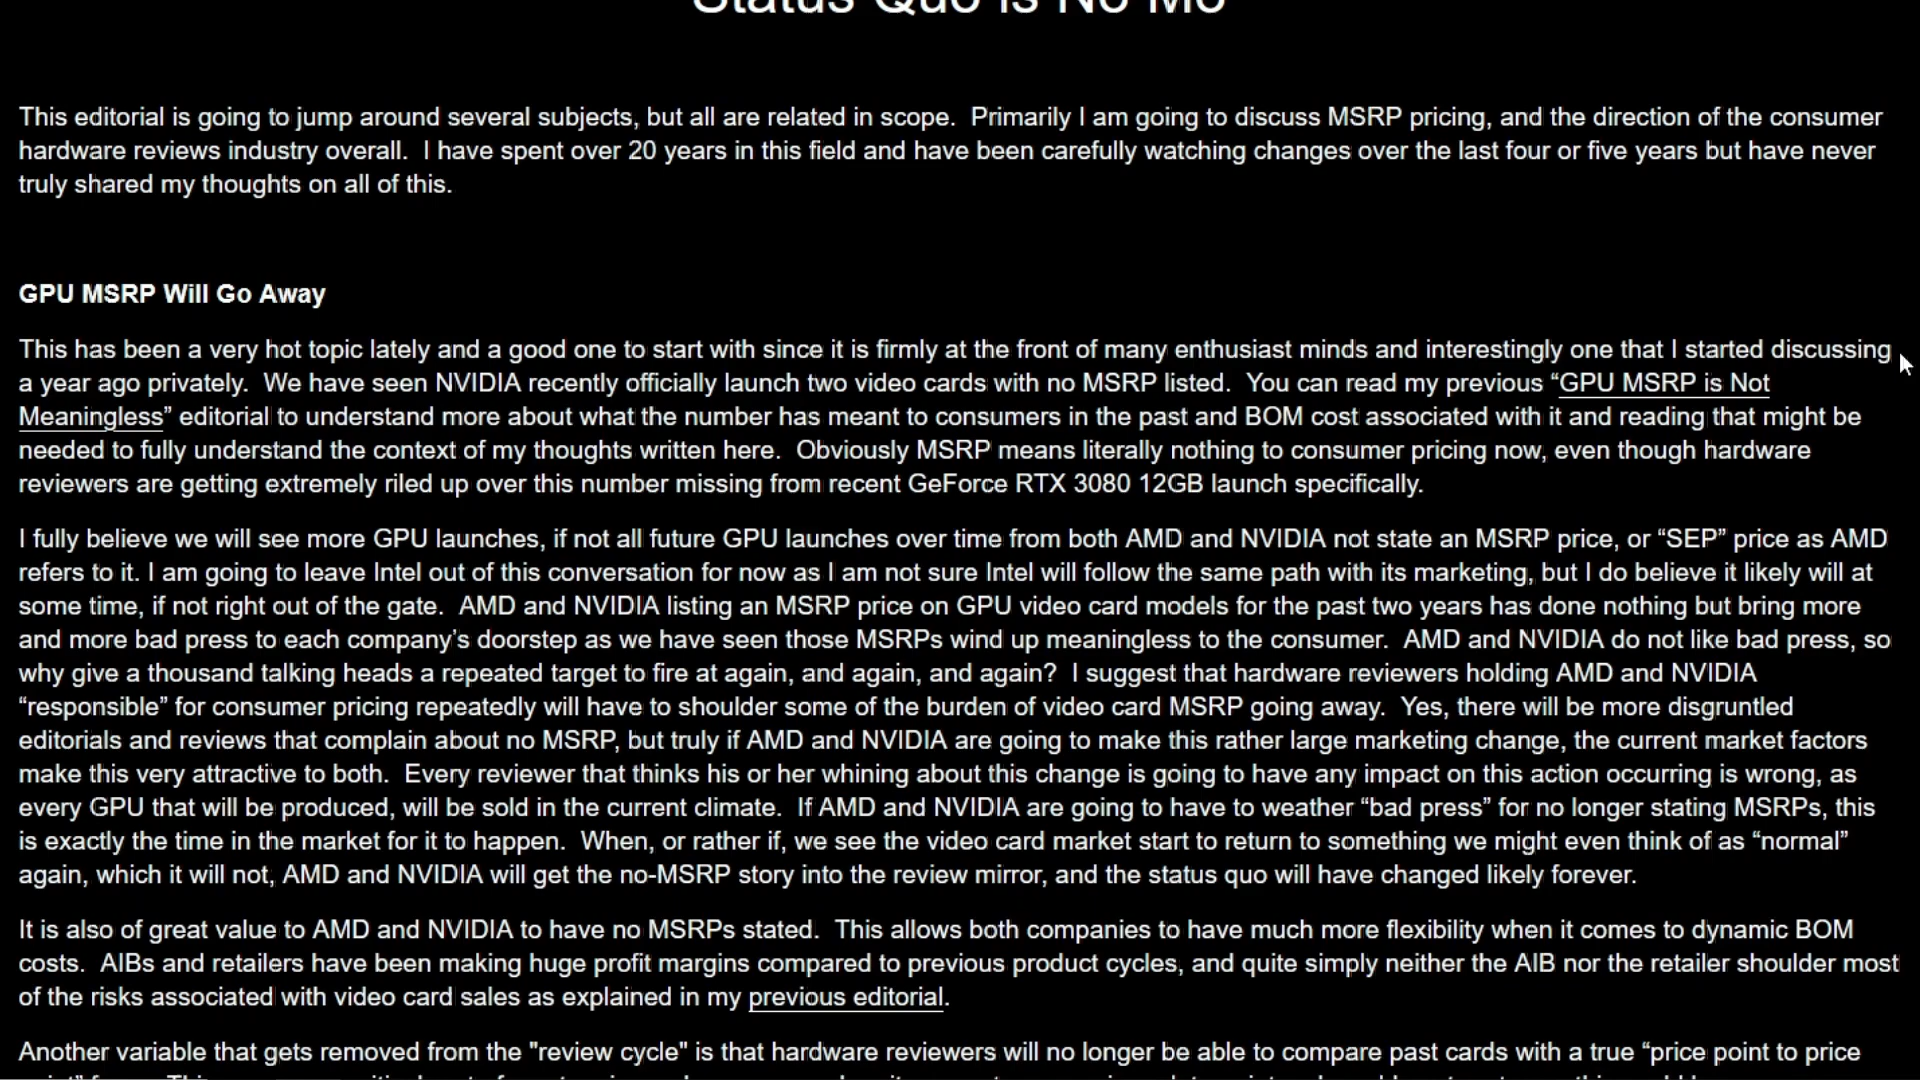 Status Quo is No Mo
This editorial is going to jump around several subjects, but all are related in scope.  Primarily I am going to discuss MSRP pricing, and the direction of the consumer
hardware reviews industry overall.  I have spent over 20 years in this field and have been carefully watching changes over the last four or five years but have never
truly shared my thoughts on all of this.
GPU MSRP Will Go Away
This has been a very hot topic lately and a good one to start with since it is firmly at the front of many enthusiast minds and interestingly one that I started discussing
a year ago privately.  We have seen NVIDIA recently officially launch two video cards with no MSRP listed.  You can read my previous “GPU MSRP is Not
Meaningless” editorial to understand more about what the number has meant to consumers in the past and BOM cost associated with it and reading that might be
needed to fully understand the context of my thoughts written here.  Obviously MSRP means literally nothing to consumer pricing now, even though hardware
reviewers are getting extremely riled up over this number missing from recent GeForce RTX 3080 12GB launch specifically.
I fully believe we will see more GPU launches, if not all future GPU launches over time from both AMD and NVIDIA not state an MSRP price, or “SEP” price as AMD
refers to it. I am going to leave Intel out of this conversation for now as I am not sure Intel will follow the same path with its marketing, but I do believe it likely will at
some time, if not right out of the gate.  AMD and NVIDIA listing an MSRP price on GPU video card models for the past two years has done nothing but bring more
and more bad press to each company’s doorstep as we have seen those MSRPs wind up meaningless to the consumer.  AMD and NVIDIA do not like bad press, so
why give a thousand talking heads a repeated target to fire at again, and again, and again?  I suggest that hardware reviewers holding AMD and NVIDIA
“responsible” for consumer pricing repeatedly will have to shoulder some of the burden of video card MSRP going away.  Yes, there will be more disgruntled
editorials and reviews that complain about no MSRP, but truly if AMD and NVIDIA are going to make this rather large marketing change, the current market factors
make this very attractive to both.  Every reviewer that thinks his or her whining about this change is going to have any impact on this action occurring is wrong, as
every GPU that will be produced, will be sold in the current climate.  If AMD and NVIDIA are going to have to weather “bad press” for no longer stating MSRPs, this
is exactly the time in the market for it to happen.  When, or rather if, we see the video card market start to return to something we might even think of as “normal”
again, which it will not, AMD and NVIDIA will get the no-MSRP story into the review mirror, and the status quo will have changed likely forever.
It is also of great value to AMD and NVIDIA to have no MSRPs stated.  This allows both companies to have much more flexibility when it comes to dynamic BOM
costs.  AIBs and retailers have been making huge profit margins compared to previous product cycles, and quite simply neither the AIB nor the retailer shoulder most
of the risks associated with video card sales as explained in my previous editorial.
Another variable that gets removed from the "review cycle" is that hardware reviewers will no longer be able to compare past cards with a true “price point to price